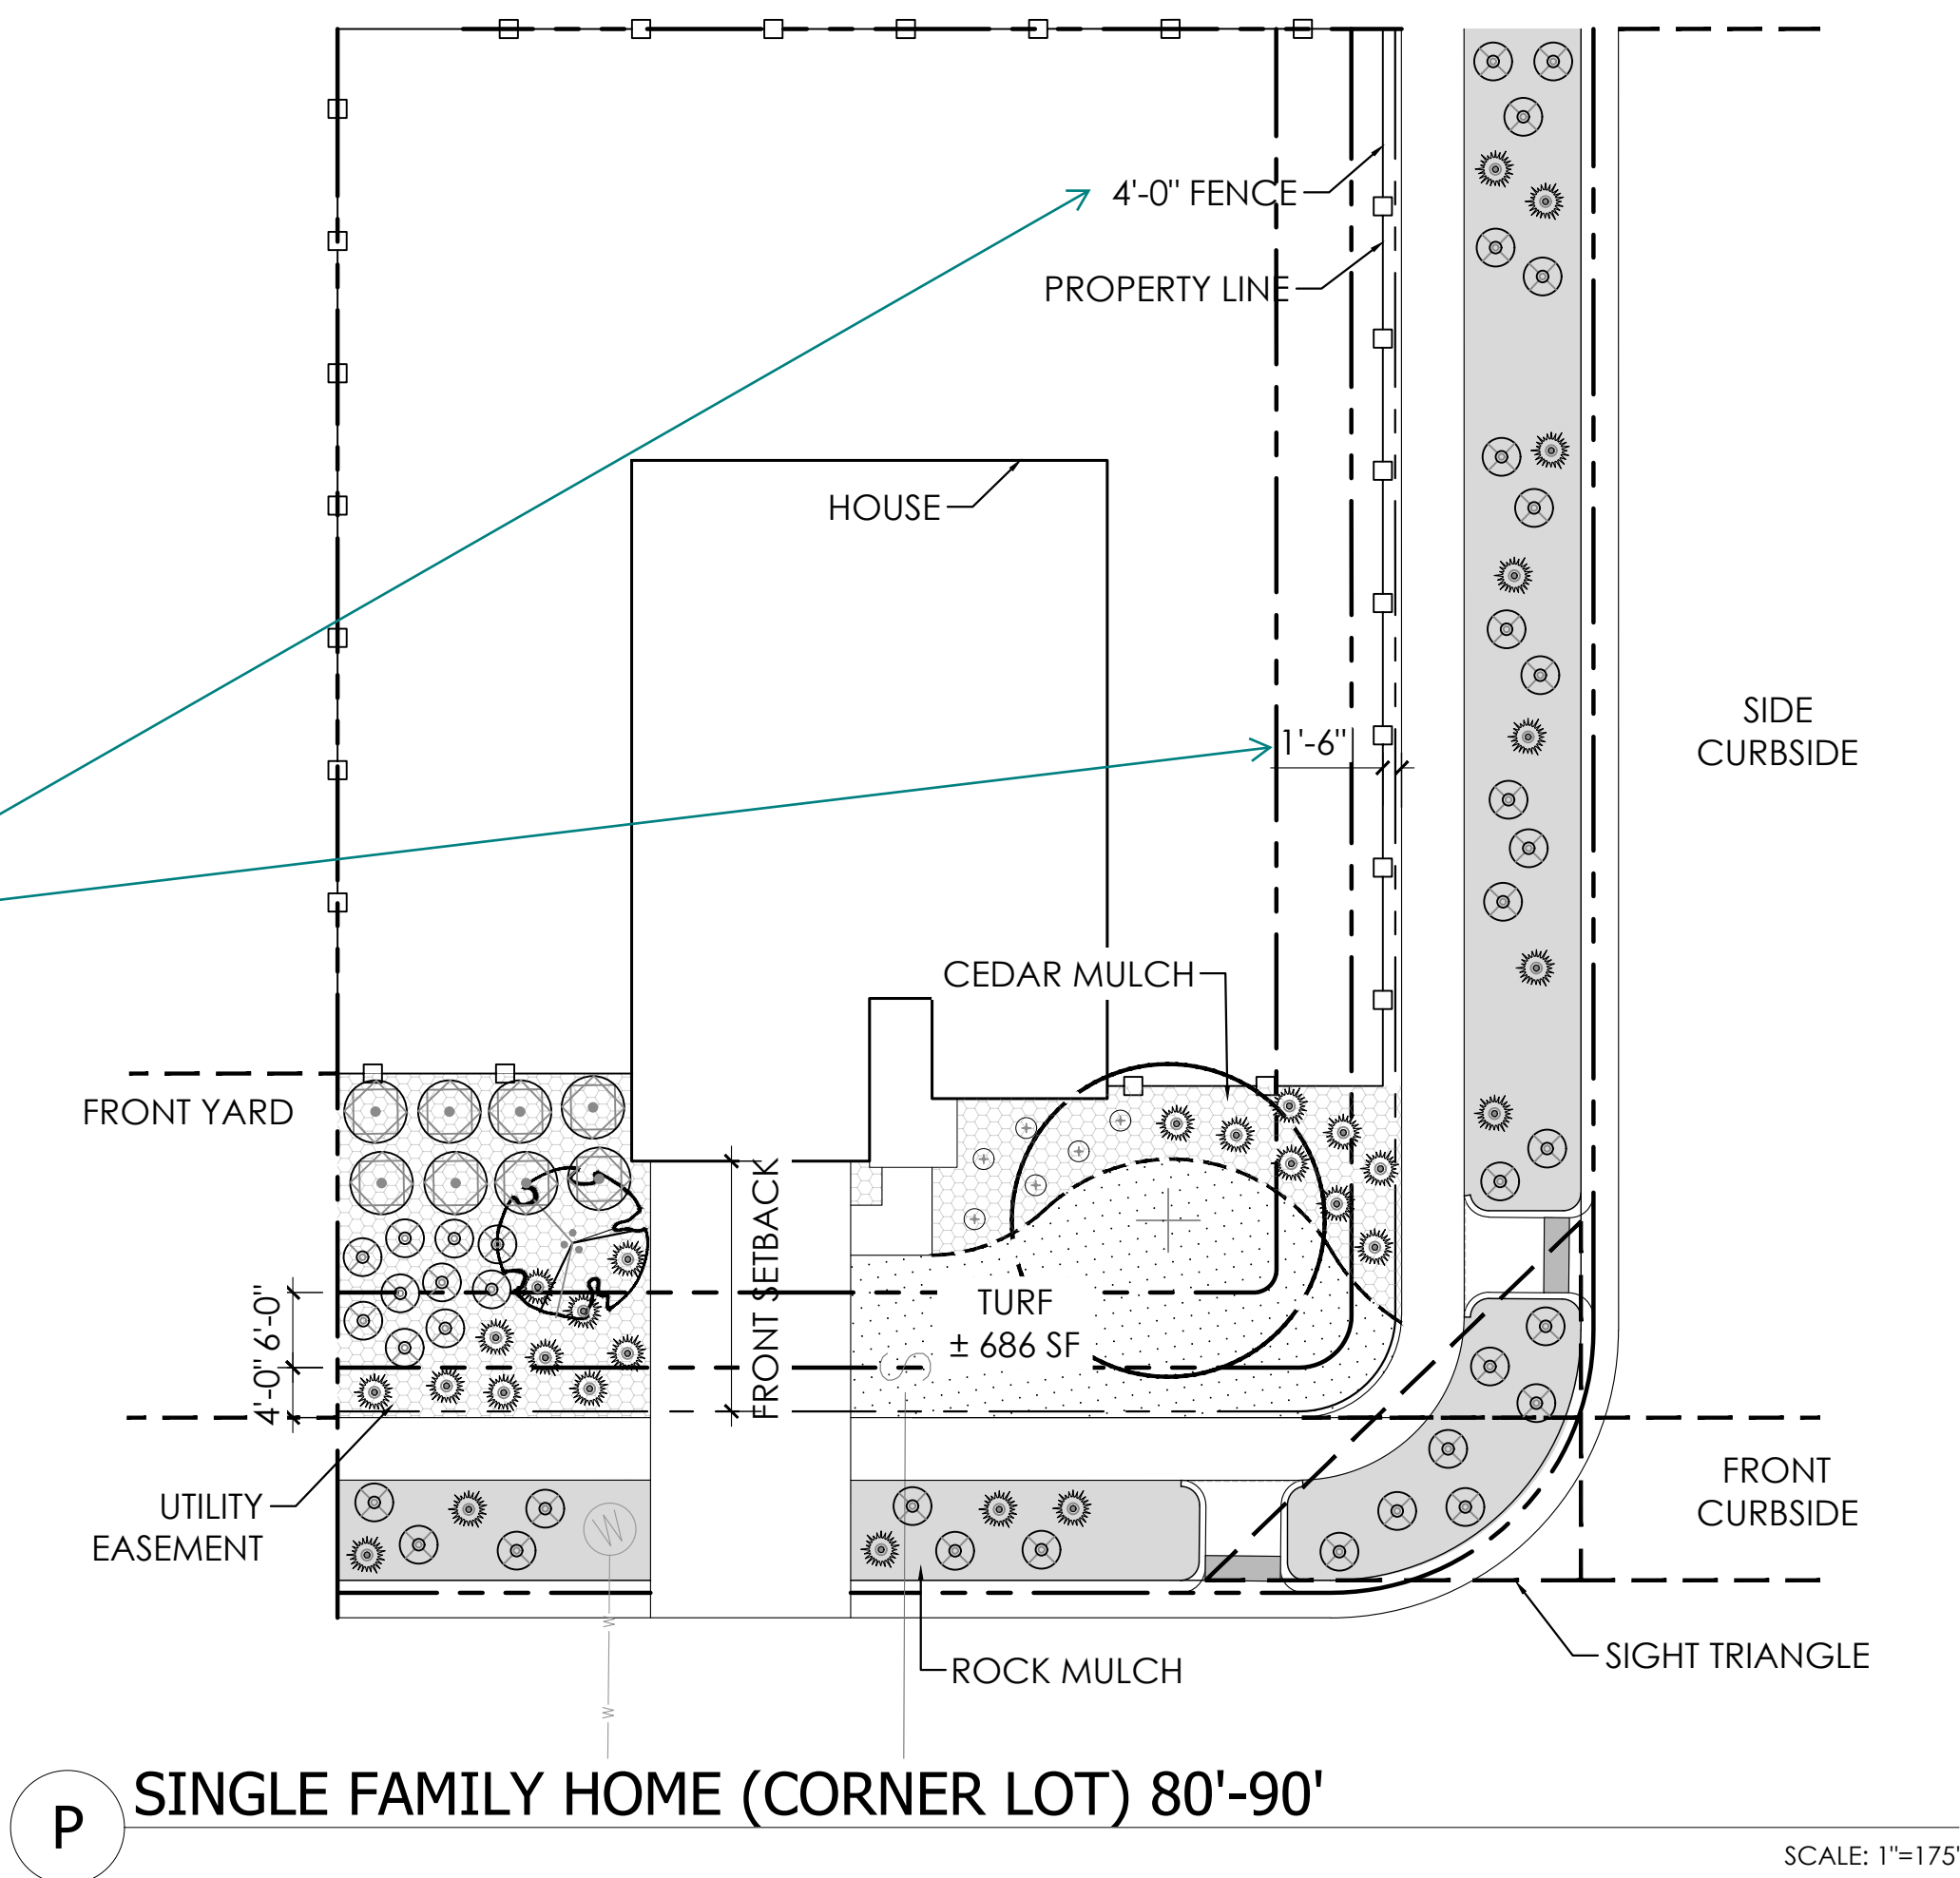 4'-0" FENCE
PROPERTY LINE
HOUSE
SIDE
CURBSIDE
1'-6"
CEDAR MULCH
FRONT YARD
FRONT SETBACK
6'-0"
4'-0"
TURF
± 686 SF
S
UTILITY
EASEMENT
FRONT
CURBSIDE
W
W
W
ROCK MULCH
SIGHT TRIANGLE
P
SINGLE FAMILY HOME (CORNER LOT) 80'-90'
SCALE: 1"=175'